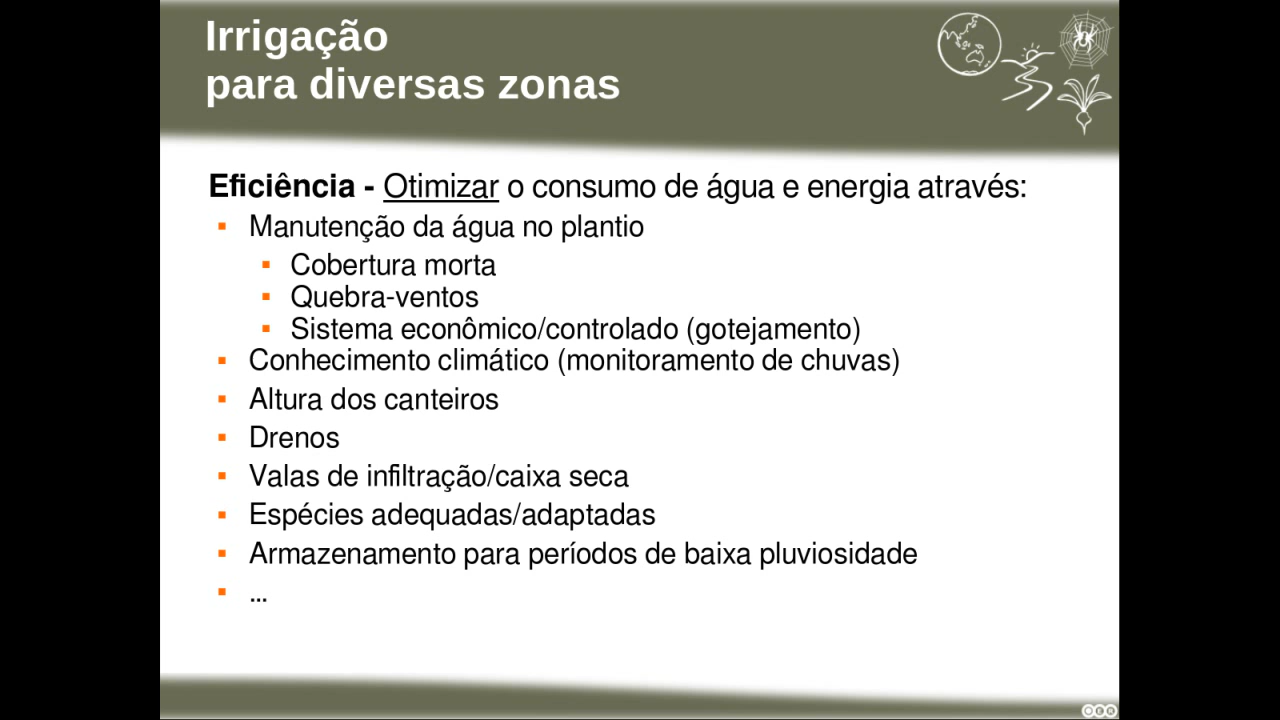 Irrigação
para diversas zonas
Eficiência - Otimizar o consumo de água e energia através:
Manutenção da água no plantio
Cobertura morta
Quebra-ventos
Sistema econômico/controlado (gotejamento)
Conhecimento climático (monitoramento de chuvas)
Altura dos canteiros
Drenos
Valas de infiltração/caixa seca
Espécies adequadas/adaptadas
Armazenamento para períodos de baixa pluviosidade
...
OER